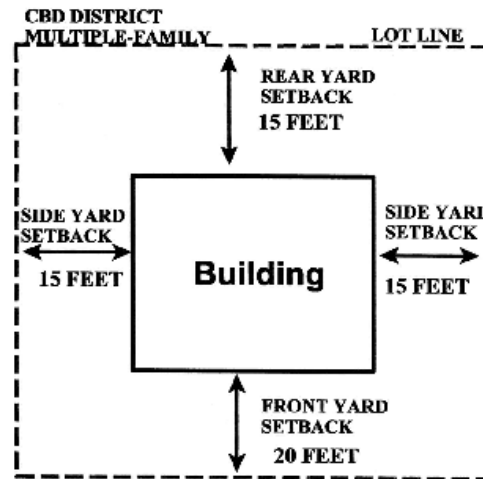 CBD DISTRICT
MULTIPLE-FAMILY
LOT LINE
REAR YARD
SETBACK
15 FEET
SIDE YARD
SETBACK
15 FEET
Building
SIDE YARD
SETBACK
15 FEET
FRONT YARD
SETBACK
20 FEET